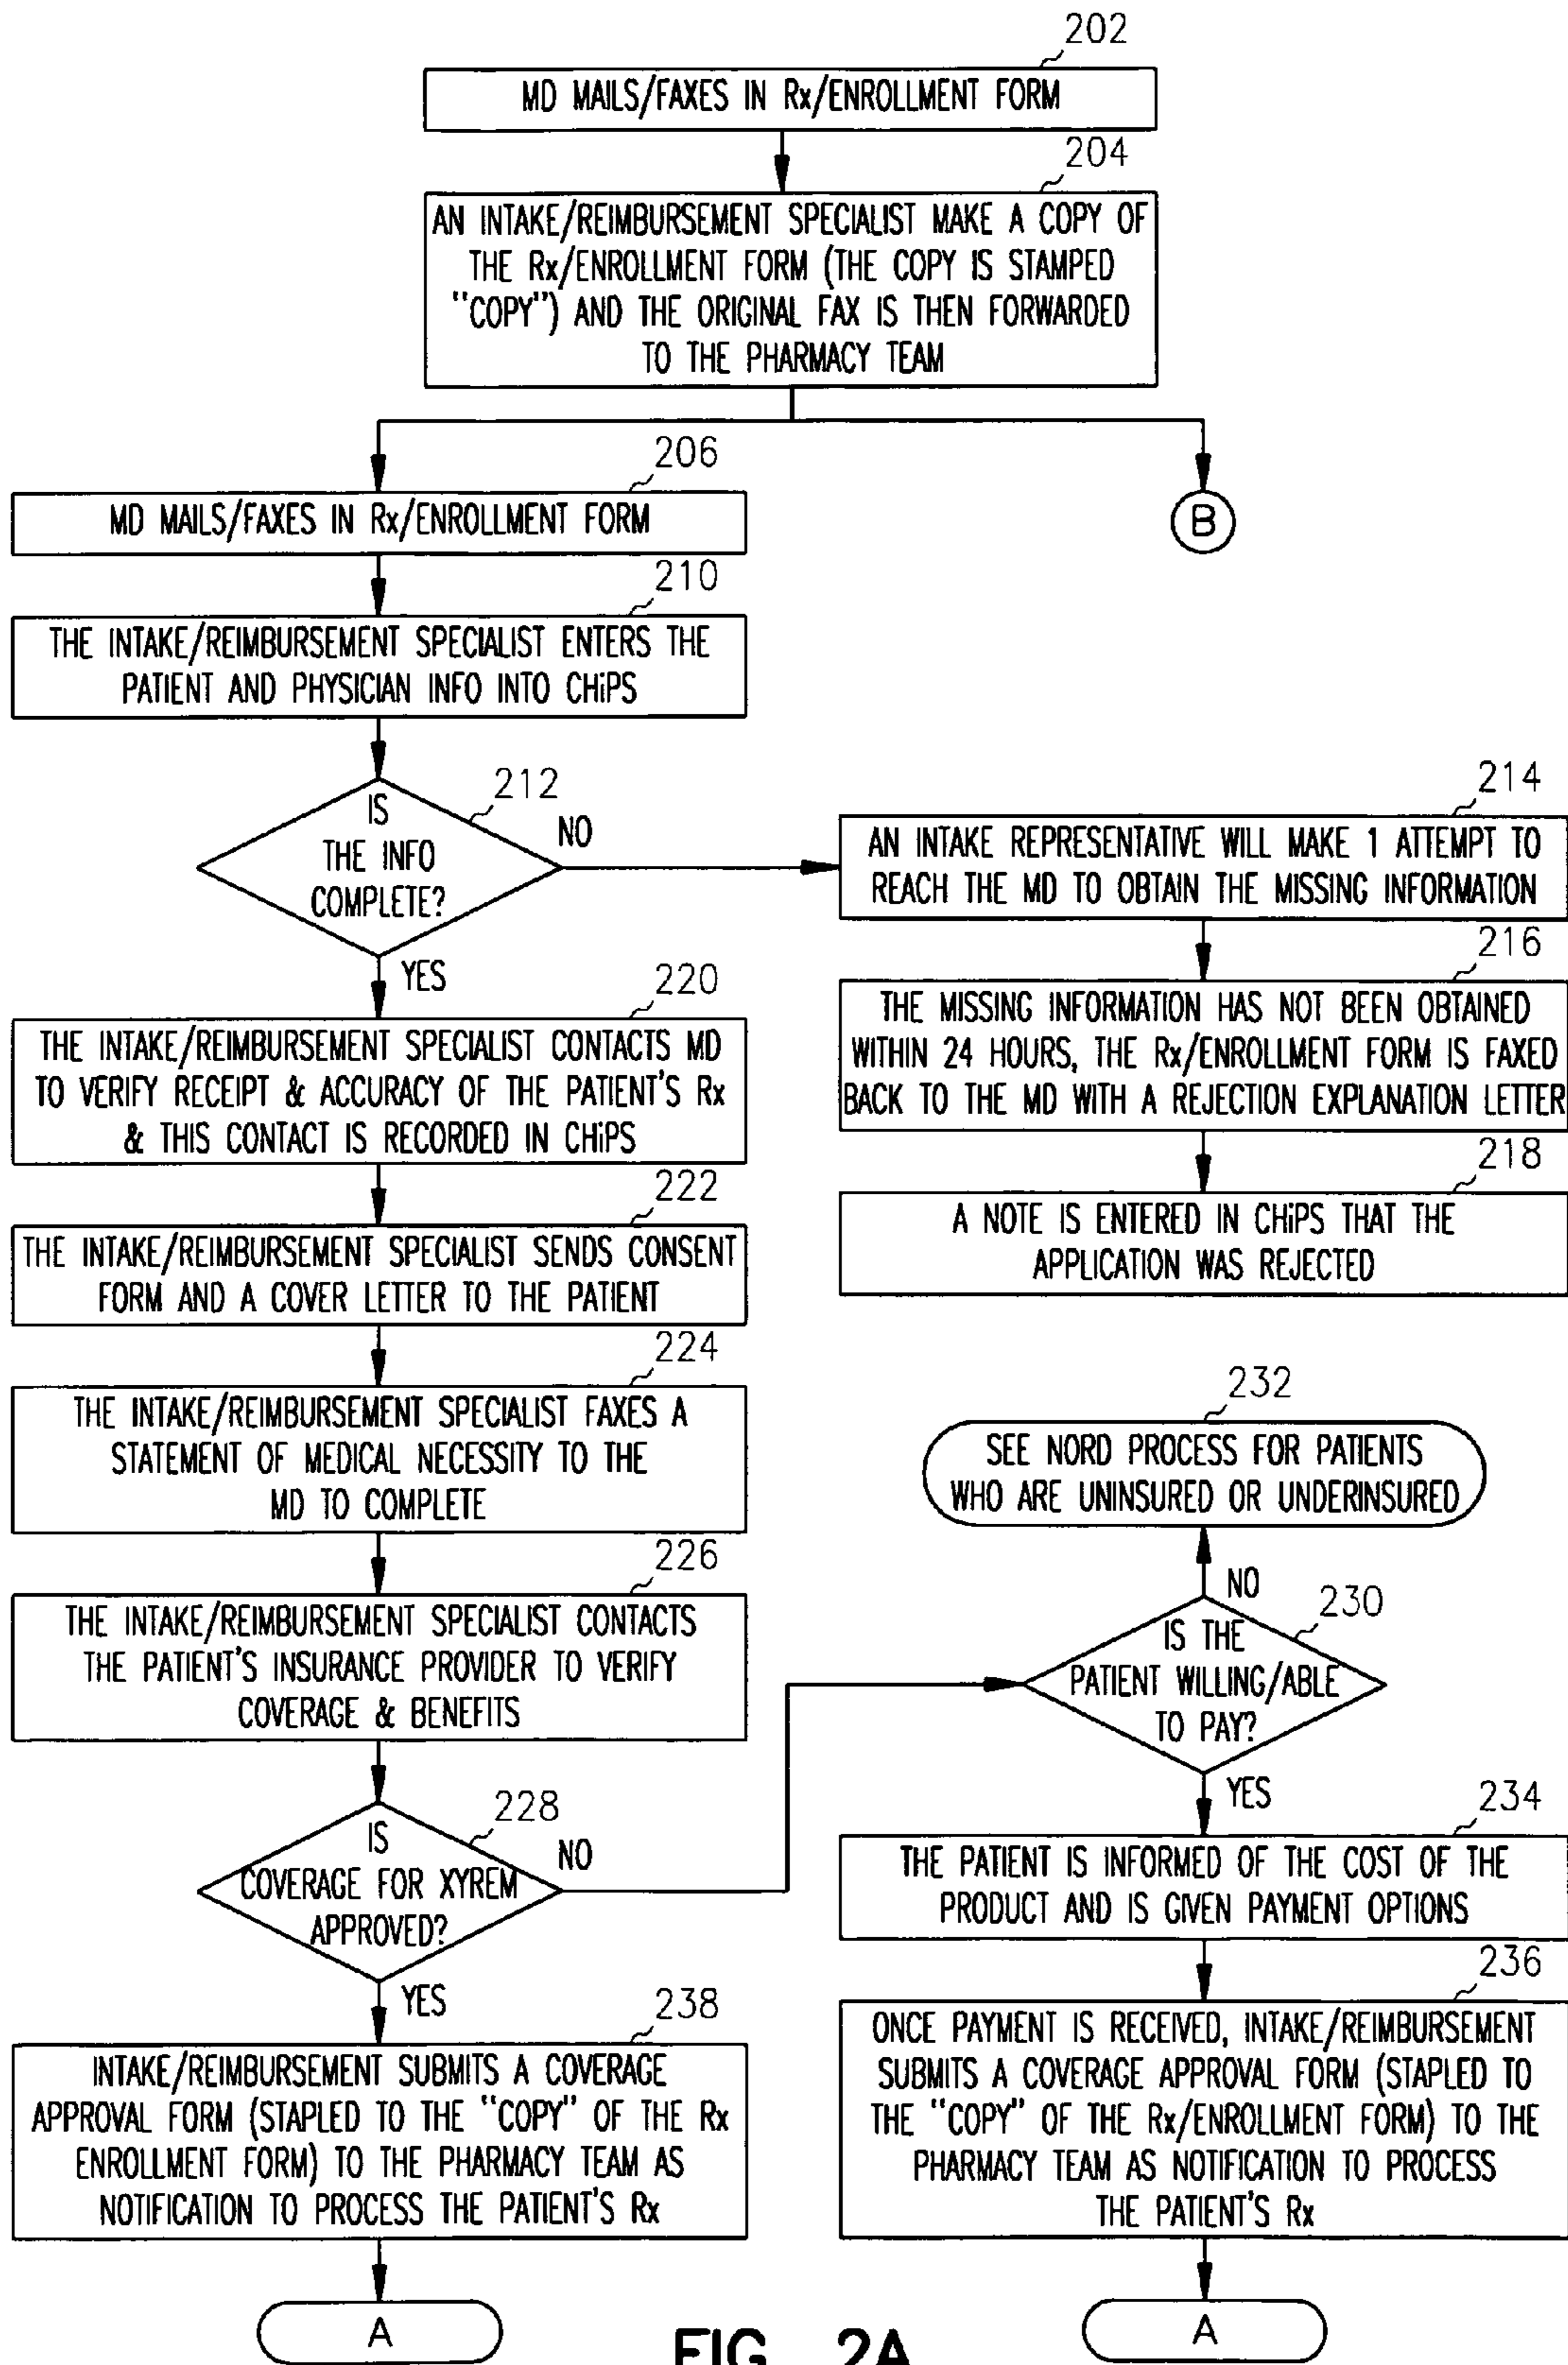 202
MD MAILS/FAXES IN Rx/ENROLLMENT FORM
204
AN INTAKE/REIMBURSEMENT SPECIALIST MAKE A COPY OF
THE Rx/ENROLLMENT FORM (THE COPY IS STAMPED
"COPY") AND THE ORIGINAL FAX IS THEN FORWARDED
TO THE PHARMACY TEAM
206
MD MAILS/FAXES IN Rx/ENROLLMENT FORM
B
210
THE INTAKE/REIMBURSEMENT SPECIALIST ENTERS THE
PATIENT AND PHYSICIAN INFO INTO CHiPS
212
IS
THE INFO
COMPLETE?
NO
YES
214
AN INTAKE REPRESENTATIVE WILL MAKE 1 ATTEMPT TO
REACH THE MD TO OBTAIN THE MISSING INFORMATION
216
THE MISSING INFORMATION HAS NOT BEEN OBTAINED
WITHIN 24 HOURS, THE Rx/ENROLLMENT FORM IS FAXED
BACK TO THE MD WITH A REJECTION EXPLANATION LETTER
218
A NOTE IS ENTERED IN CHiPS THAT THE
APPLICATION WAS REJECTED
220
THE INTAKE/REIMBURSEMENT SPECIALIST CONTACTS MD
TO VERIFY RECEIPT & ACCURACY OF THE PATIENT'S Rx
& THIS CONTACT IS RECORDED IN CHiPS
222
THE INTAKE/REIMBURSEMENT SPECIALIST SENDS CONSENT
FORM AND A COVER LETTER TO THE PATIENT
224
THE INTAKE/REIMBURSEMENT SPECIALIST FAXES A
STATEMENT OF MEDICAL NECESSITY TO THE
MD TO COMPLETE
226
THE INTAKE/REIMBURSEMENT SPECIALIST CONTACTS
THE PATIENT'S INSURANCE PROVIDER TO VERIFY
COVERAGE & BENEFITS
228
IS
COVERAGE FOR XYREM
APPROVED?
NO
YES
232
SEE NORD PROCESS FOR PATIENTS
WHO ARE UNINSURED OR UNDERINSURED
NO
230
IS THE
PATIENT WILLING/ABLE
TO PAY?
YES
234
THE PATIENT IS INFORMED OF THE COST OF THE
PRODUCT AND IS GIVEN PAYMENT OPTIONS
236
ONCE PAYMENT IS RECEIVED, INTAKE/REIMBURSEMENT
SUBMITS A COVERAGE APPROVAL FORM (STAPLED TO
THE "COPY" OF THE Rx/ENROLLMENT FORM) TO THE
PHARMACY TEAM AS NOTIFICATION TO PROCESS
THE PATIENT'S Rx
A
238
INTAKE/REIMBURSEMENT SUBMITS A COVERAGE
APPROVAL FORM (STAPLED TO THE "COPY" OF THE Rx
ENROLLMENT FORM) TO THE PHARMACY TEAM AS
NOTIFICATION TO PROCESS THE PATIENT'S Rx
A
FIG. 2A